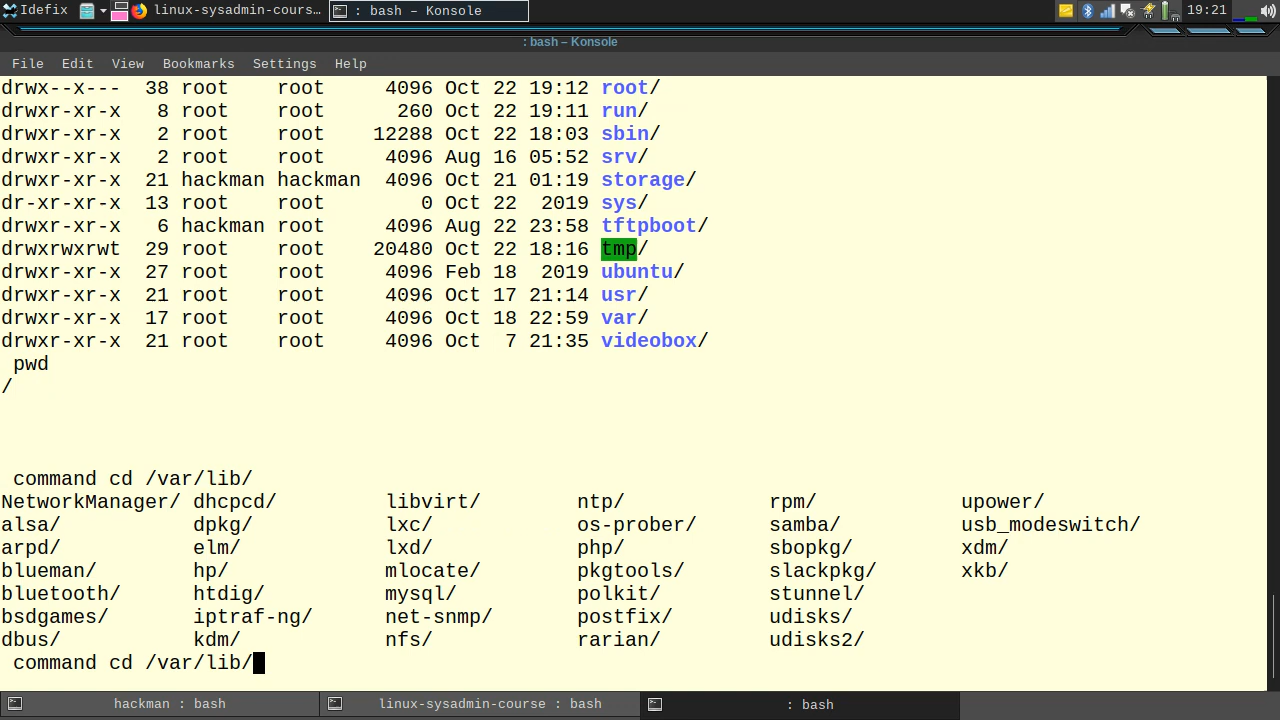 Idefix linux-sysadmin-cours… : bash – Konsole 19:21
: bash – Konsole
File Edit View Bookmarks Settings Help
drwx--x--- 38 root root 4096 Oct 22 19:12 root/
drwxr-xr-x 8 root root 260 Oct 22 19:11 run/
drwxr-xr-x 2 root root 12288 Oct 22 18:03 sbin/
drwxr-xr-x 2 root root 4096 Aug 16 05:52 srv/
drwxr-xr-x 21 hackman hackman 4096 Oct 21 01:19 storage/
dr-xr-xr-x 13 root root 0 Oct 22 2019 sys/
drwxr-xr-x 6 hackman root 4096 Aug 22 23:58 tftpboot/
drwxrwxrwt 29 root root 20480 Oct 22 18:16 tmp/
drwxr-xr-x 27 root root 4096 Feb 18 2019 ubuntu/
drwxr-xr-x 21 root root 4096 Oct 17 21:14 usr/
drwxr-xr-x 17 root root 4096 Oct 18 22:59 var/
drwxr-xr-x 21 root root 4096 Oct 7 21:35 videobox/
pwd
/
command cd /var/lib/
NetworkManager/ dhcpcd/ libvirt/ ntp/ rpm/ upower/
alsa/ dpkg/ lxc/ os-prober/ samba/ usb_modeswitch/
arpd/ elm/ lxd/ php/ sbopkg/ xdm/
blueman/ hp/ mlocate/ pkgtools/ slackpkg/ xkb/
bluetooth/ htdig/ mysql/ polkit/ stunnel/
bsdgames/ iptraf-ng/ net-snmp/ postfix/ udisks/
dbus/ kdm/ nfs/ rarian/ udisks2/
command cd /var/lib/
hackman : bash linux-sysadmin-course : bash : bash